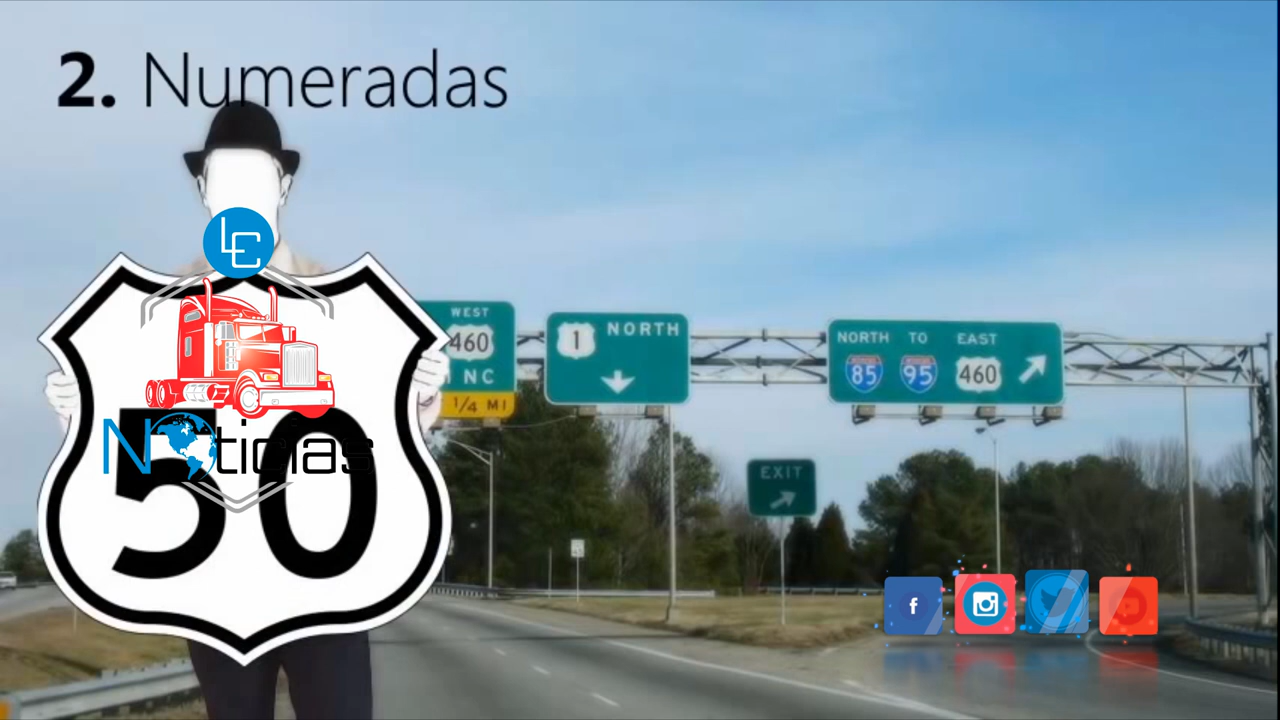 2. Numeradas
LC
Noticias
50
WEST
460
NC
1/4 MI
1 NORTH
NORTH TO EAST
85 95 460
EXIT
f